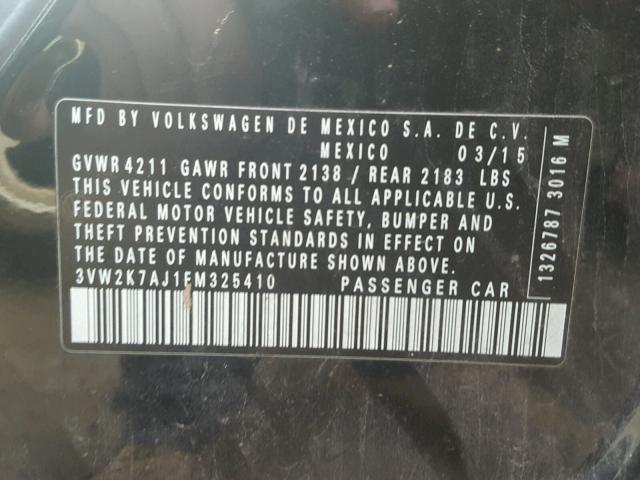 MFD BY VOLKSWAGEN DE MEXICO S.A. DE C.V.
MEXICO 03/15
GVWR 4211 GAWR FRONT 2138 / REAR 2183 LBS
THIS VEHICLE CONFORMS TO ALL APPLICABLE U.S.
FEDERAL MOTOR VEHICLE SAFETY, BUMPER AND
THEFT PREVENTION STANDARDS IN EFFECT ON
THE DATE OF MANUFACTURE SHOWN ABOVE.
3VW2K7AJ1FM325410 PASSENGER CAR
1326787 3016 M